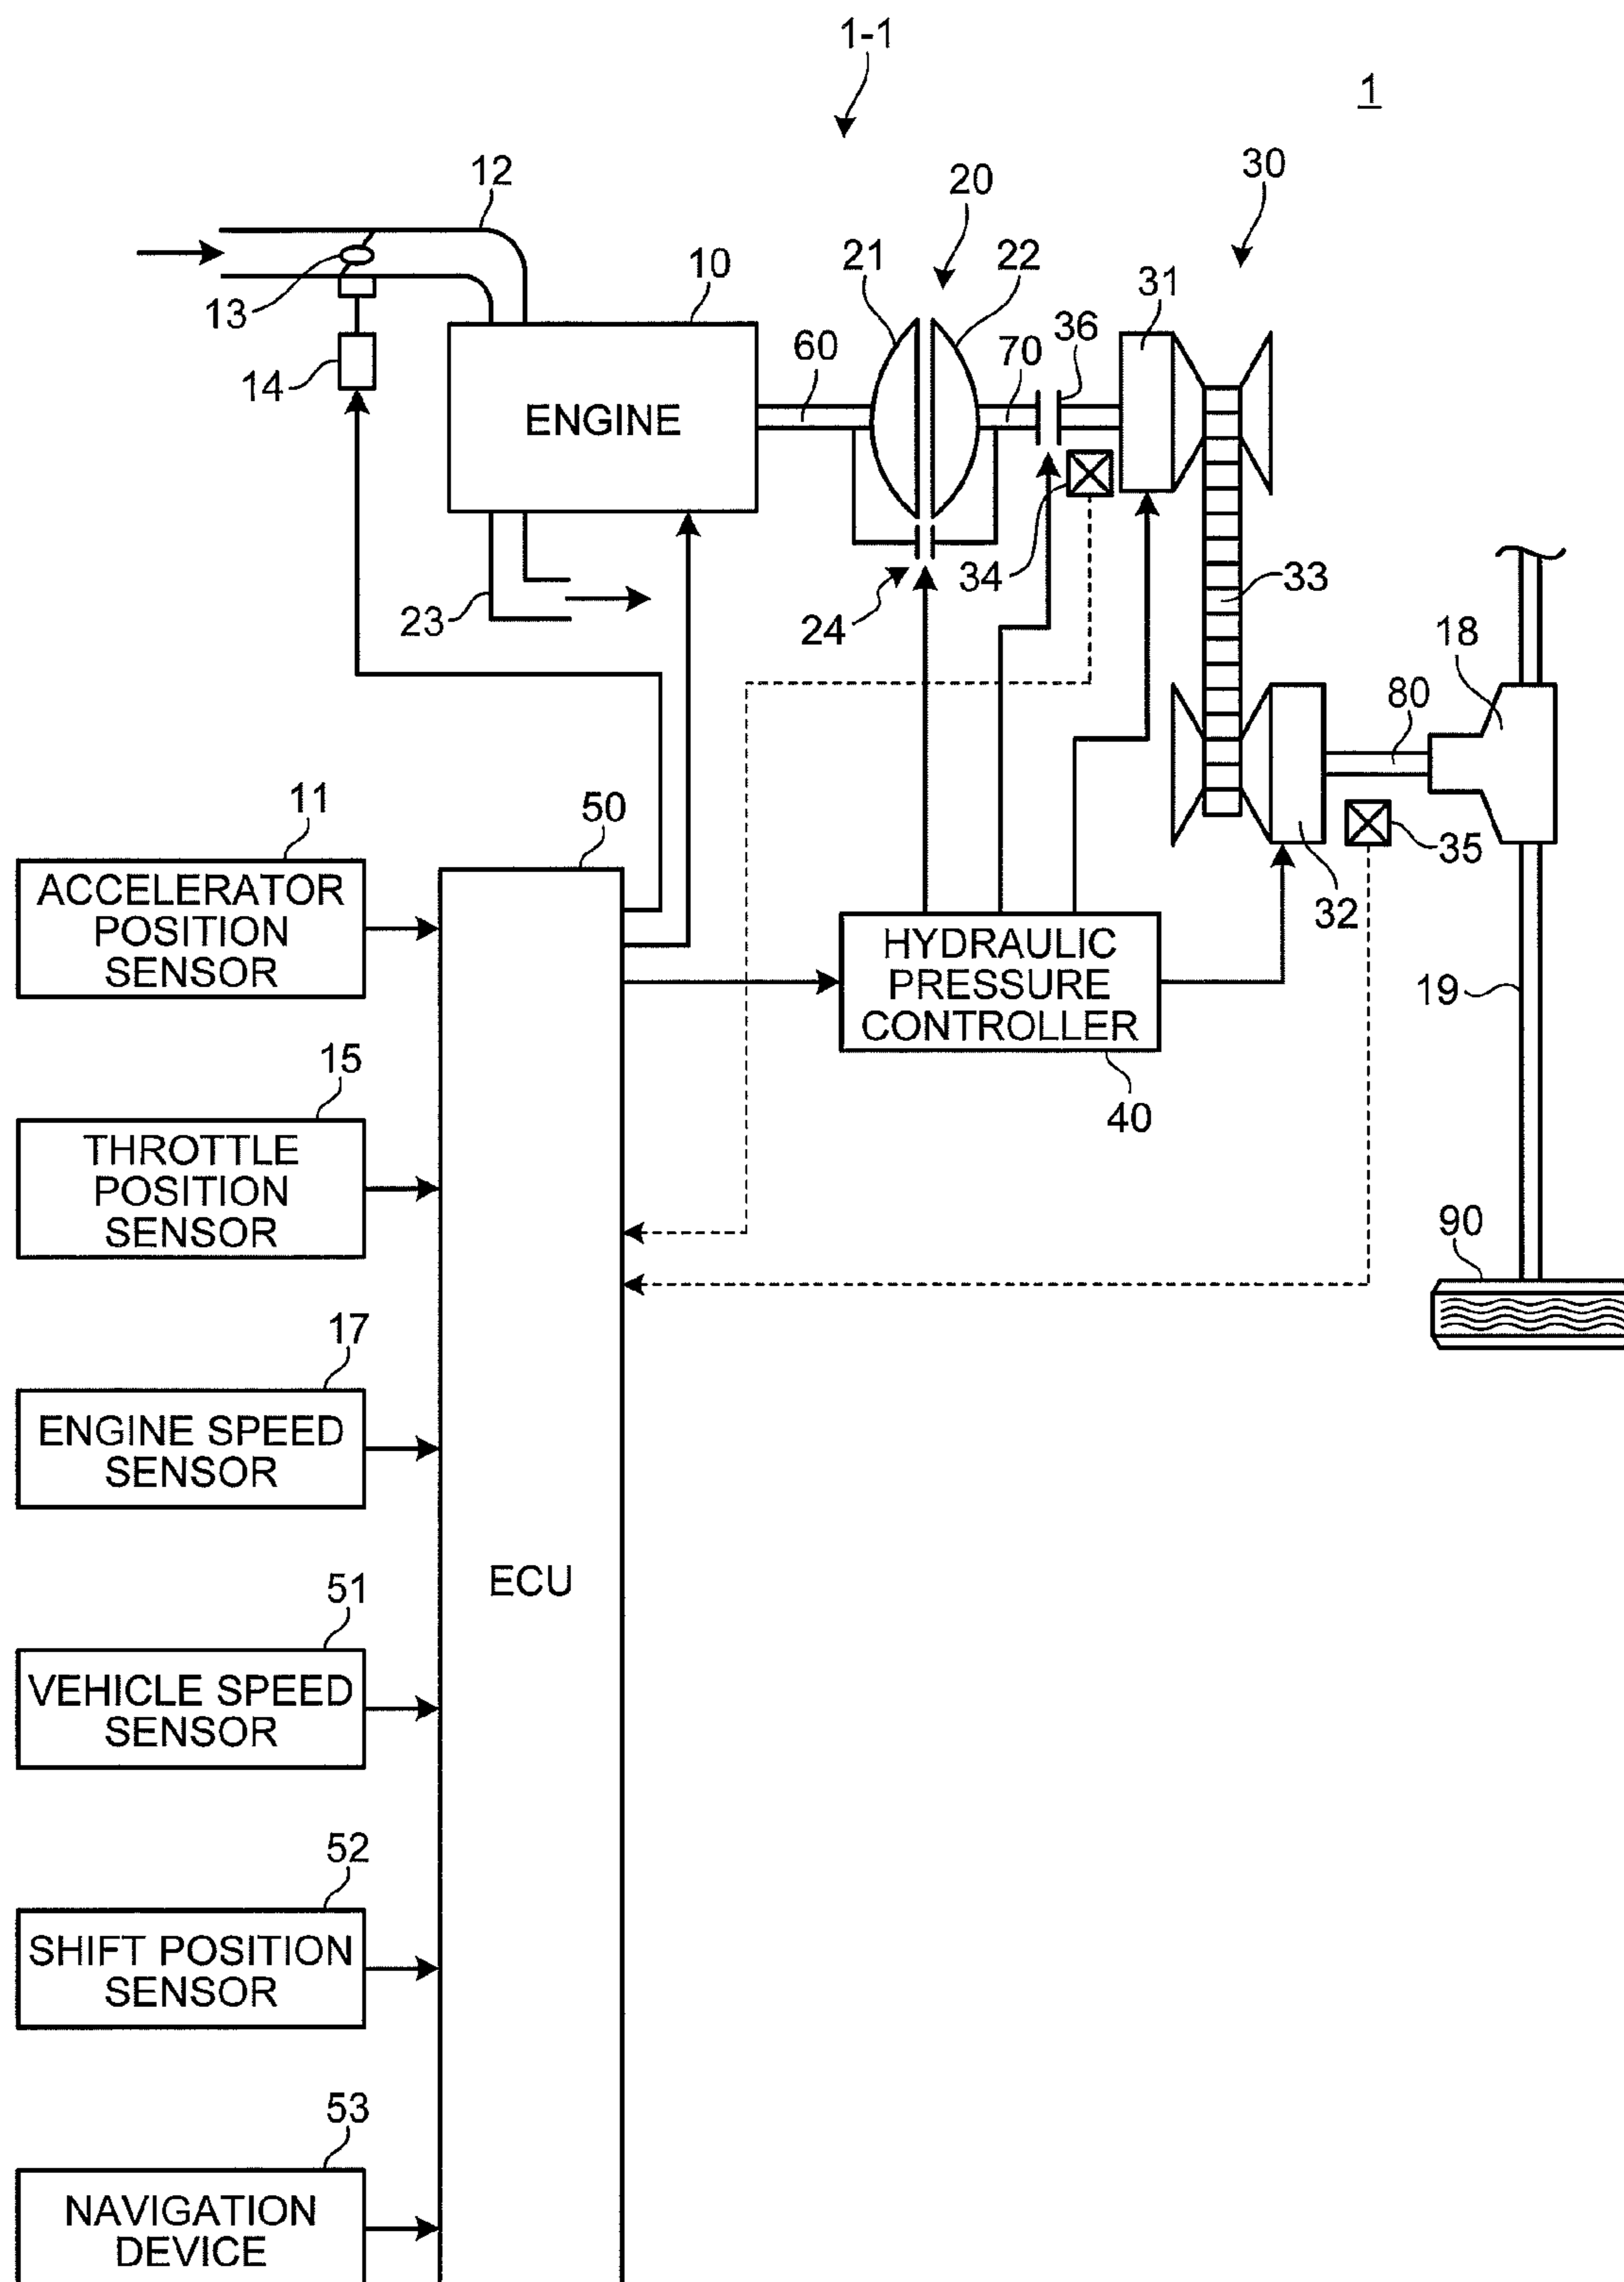 1-1
1
12
20
30
10
21
22
31
13
36
60
70
14
ENGINE
34
33
24
23
18
80
11
50
35
ACCELERATOR
POSITION
SENSOR
32
HYDRAULIC
PRESSURE
CONTROLLER
19
15
40
THROTTLE
POSITION
SENSOR
90
17
ENGINE SPEED
SENSOR
ECU
51
VEHICLE SPEED
SENSOR
52
SHIFT POSITION
SENSOR
53
NAVIGATION
DEVICE